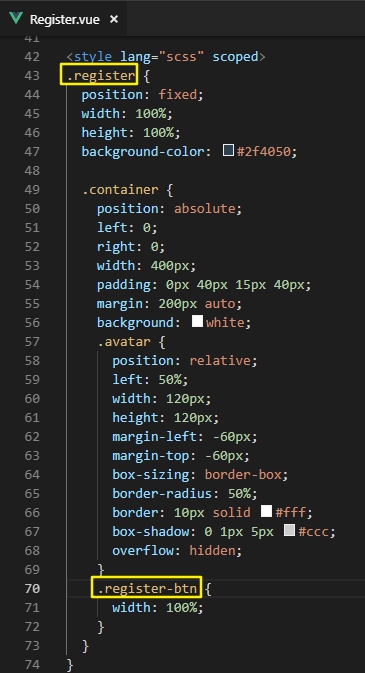 Register.vue ×
41
42 <style lang="scss" scoped>
43 .register {
44 position: fixed;
45 width: 100%;
46 height: 100%;
47 background-color: #2f4050;
48
49 .container {
50 position: absolute;
51 left: 0;
52 right: 0;
53 width: 400px;
54 padding: 0px 40px 15px 40px;
55 margin: 200px auto;
56 background: white;
57 .avatar {
58 position: relative;
59 left: 50%;
60 width: 120px;
61 height: 120px;
62 margin-left: -60px;
63 margin-top: -60px;
64 box-sizing: border-box;
65 border-radius: 50%;
66 border: 10px solid #fff;
67 box-shadow: 0 1px 5px #ccc;
68 overflow: hidden;
69 }
70 .register-btn {
71 width: 100%;
72 }
73 }
74 }